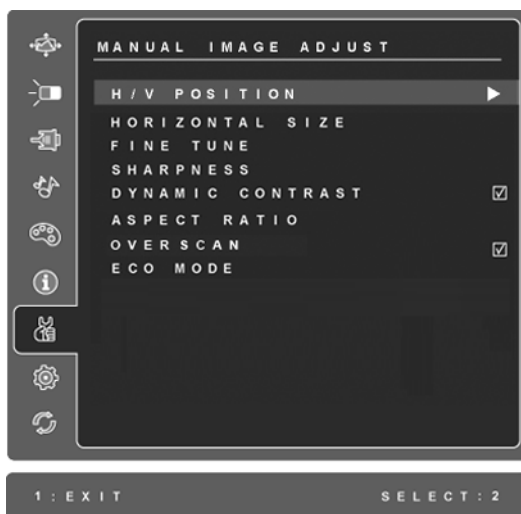 MANUAL IMAGE ADJUST
H/V POSITION
HORIZONTAL SIZE
FINE TUNE
SHARPNESS
DYNAMIC CONTRAST
ASPECT RATIO
OVERSCAN
ECO MODE
1:EXIT SELECT:2